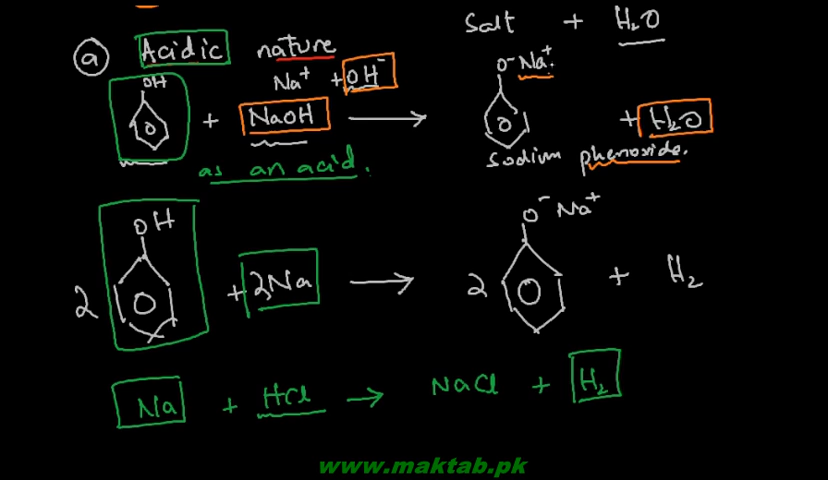 Salt + H₂O
ⓐ Acidic nature
OH Na⁺ + OH⁻ O⁻ Na⁺
+ NaOH ⟶ + H₂O
as an acid. Sodium phenoxide.
OH O⁻ Na⁺
2 + 2Na ⟶ 2 + H₂
Na + HCl → NaCl + H₂
www.maktab.pk